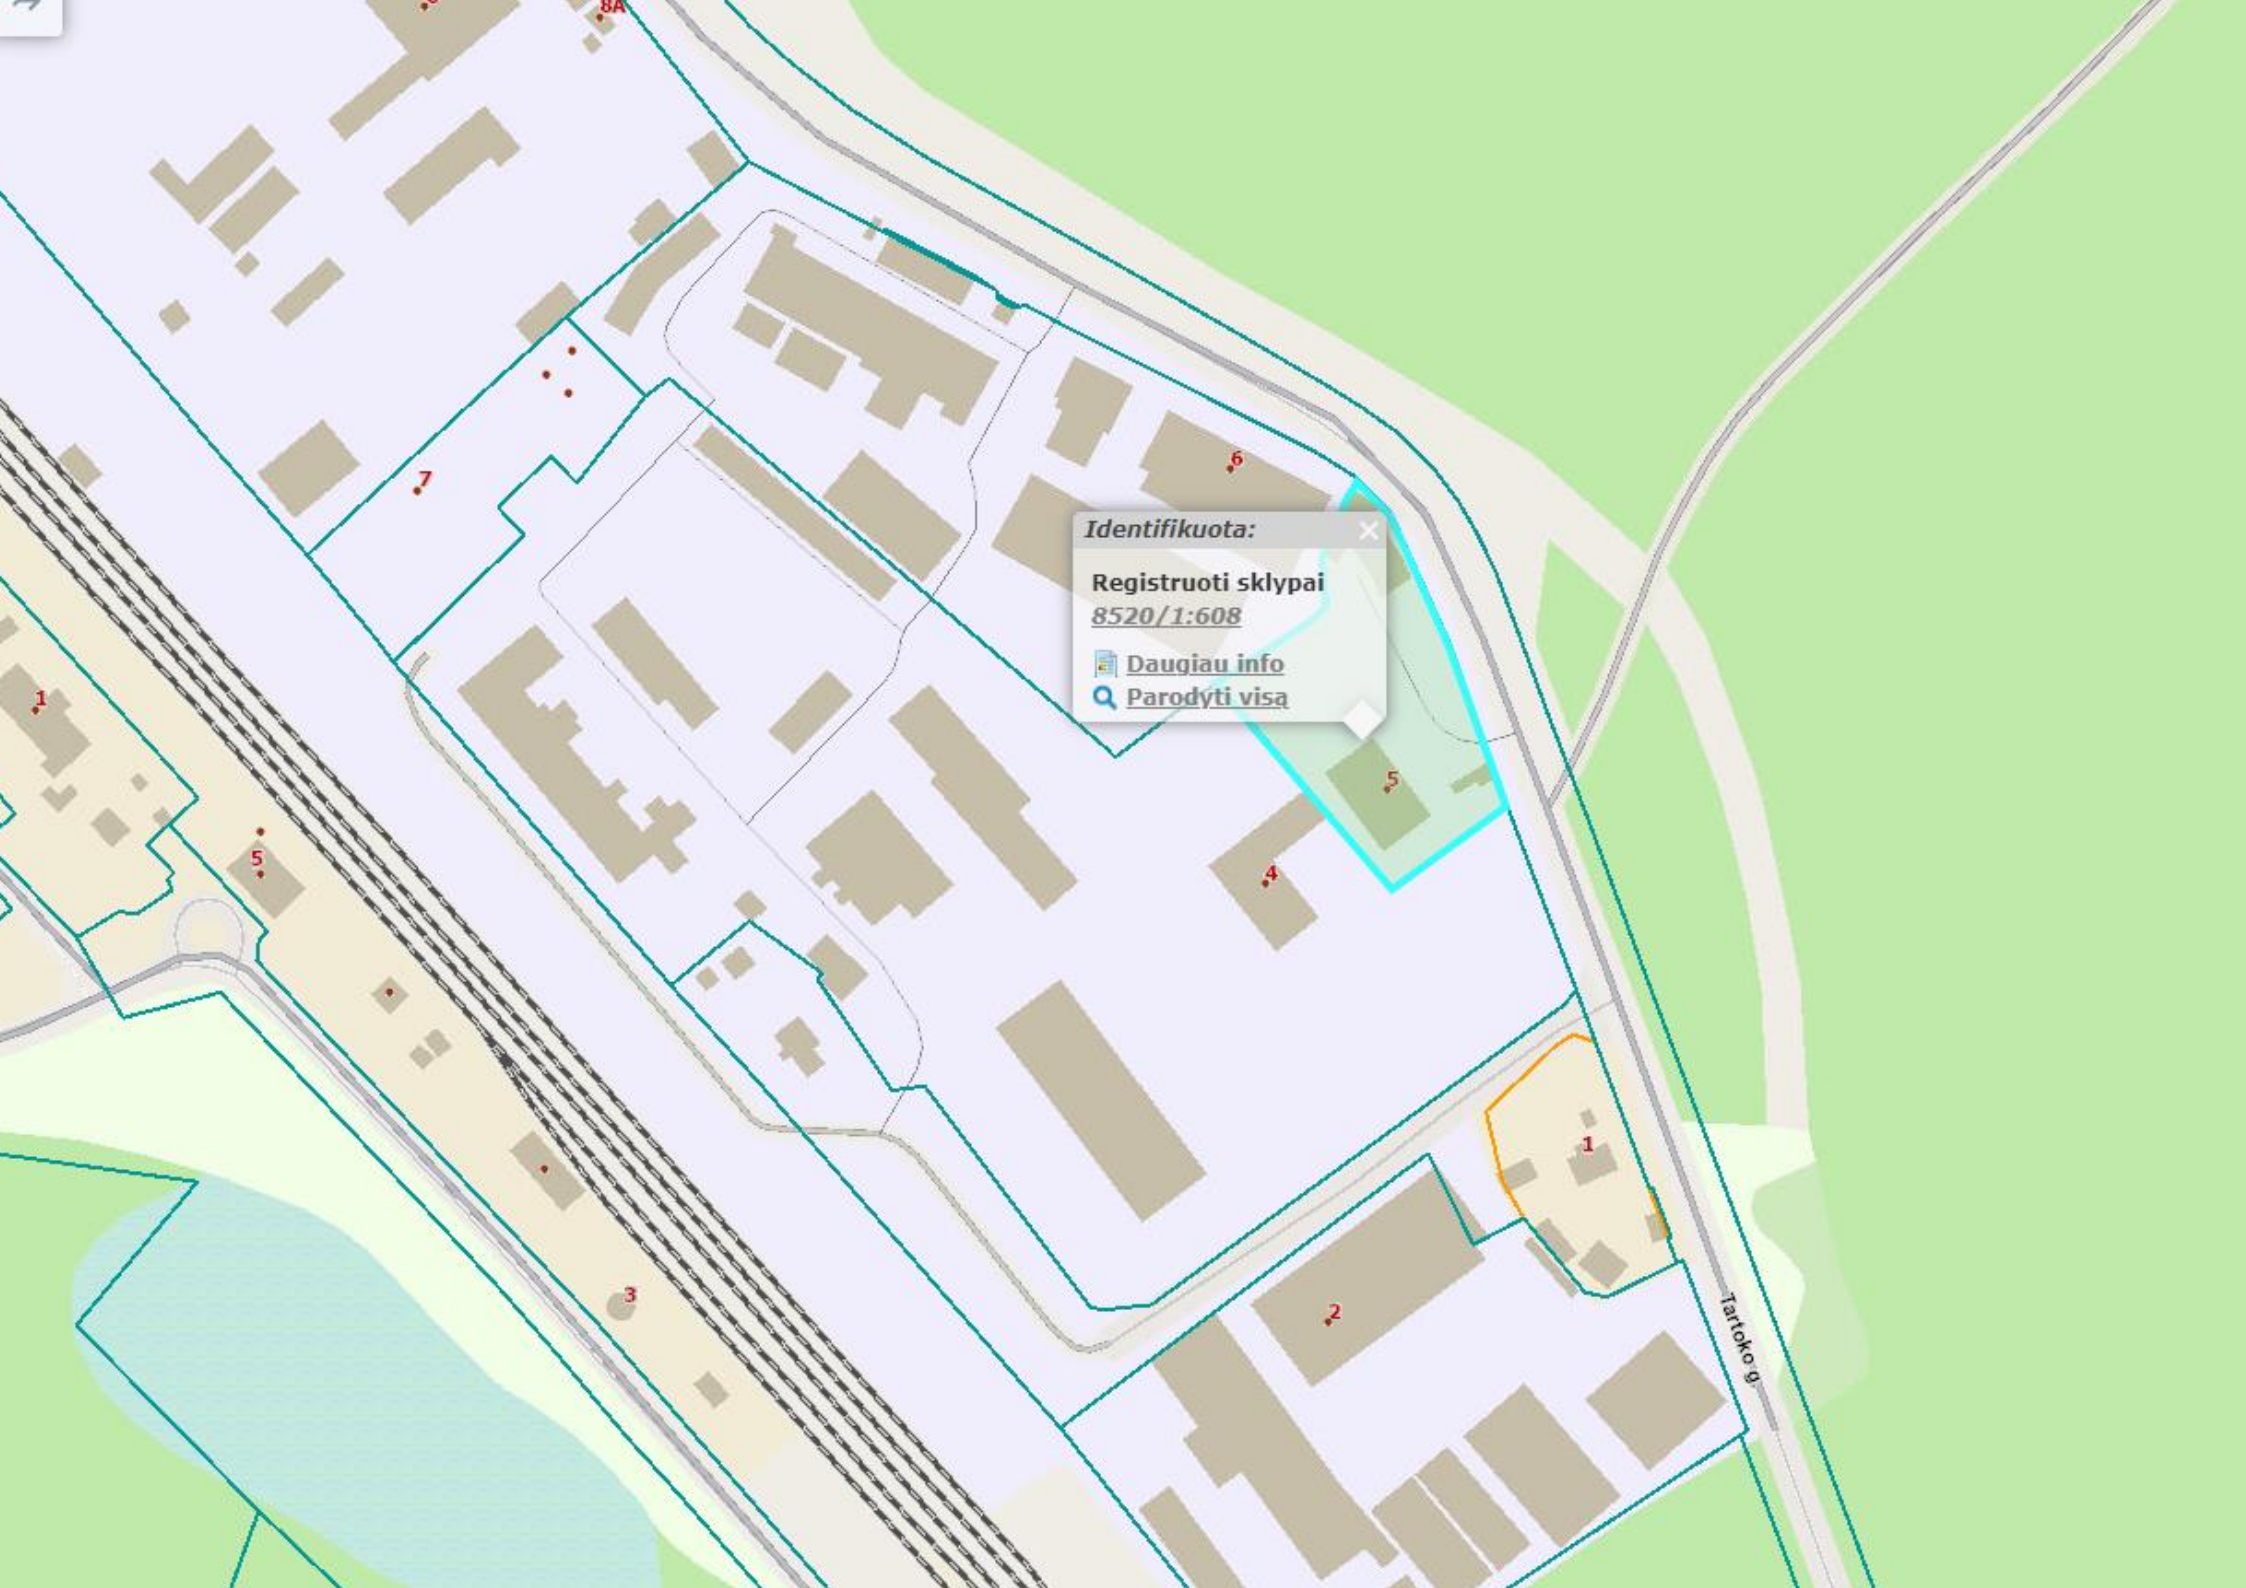 8A
6
7
Identifikuota:
Registruoti sklypai
8520/1:608
Daugiau info
Parodyti visą
1
5
5
4
1
3
2
Tartoko g.